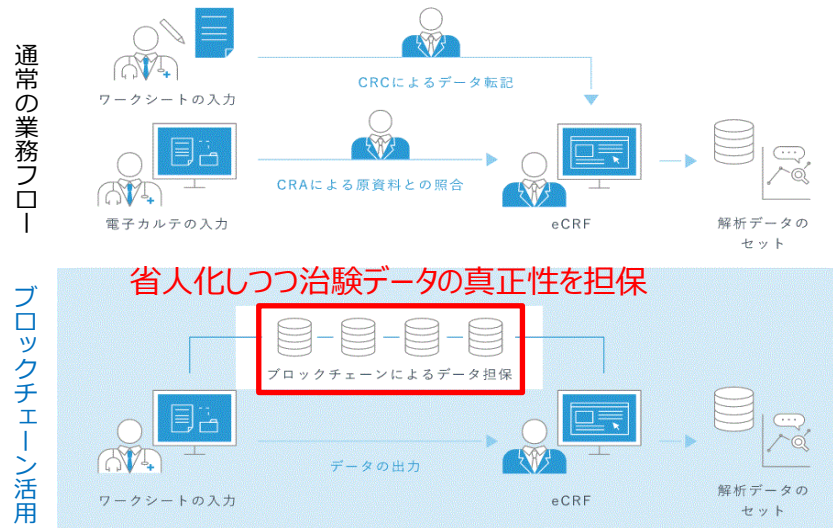 通常の業務フロー
CRCによるデータ転記
ワークシートの入力
CRAによる原資料との照合
電子カルテの入力
eCRF
解析データの
セット
ブロックチェーン活用
省人化しつつ治験データの真正性を担保
ブロックチェーンによるデータ担保
データの出力
ワークシートの入力
eCRF
解析データの
セット